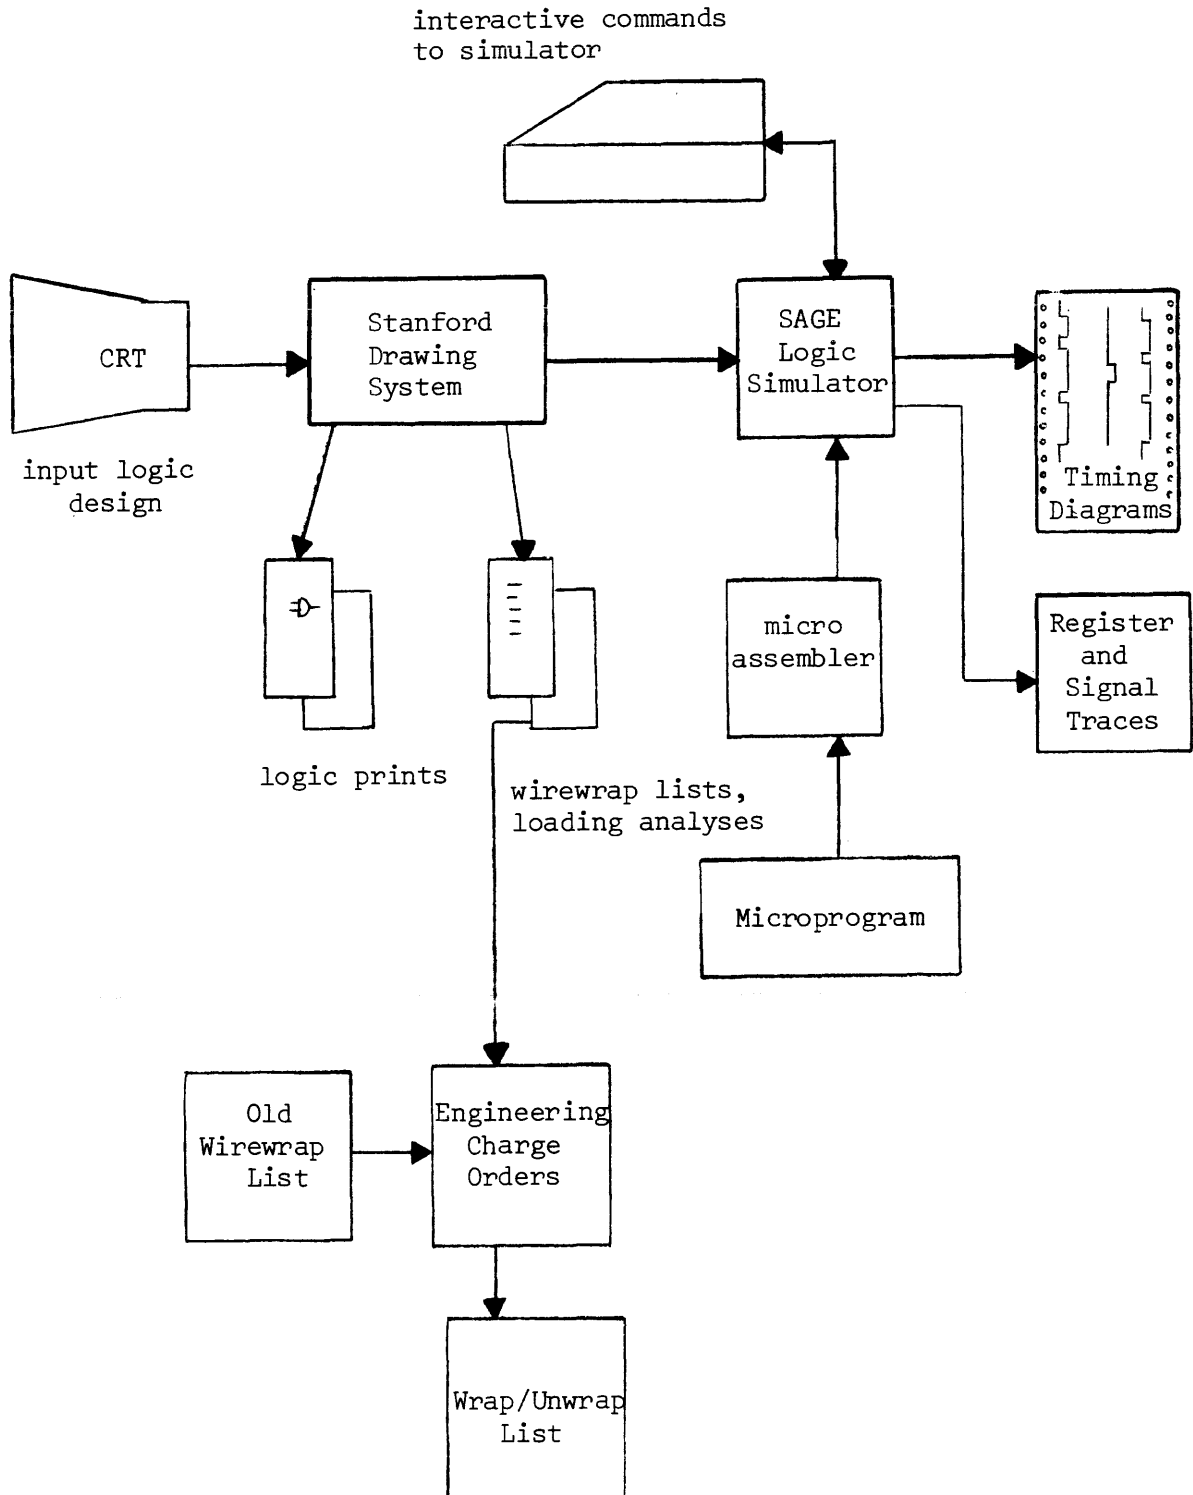 interactive commands
to simulator
CRT
input logic
design
Stanford
Drawing
System
SAGE
Logic
Simulator
Timing
Diagrams
logic prints
wirewrap lists,
loading analyses
micro
assembler
Register
and
Signal
Traces
Microprogram
Old
Wirewrap
List
Engineering
Charge
Orders
Wrap/Unwrap
List